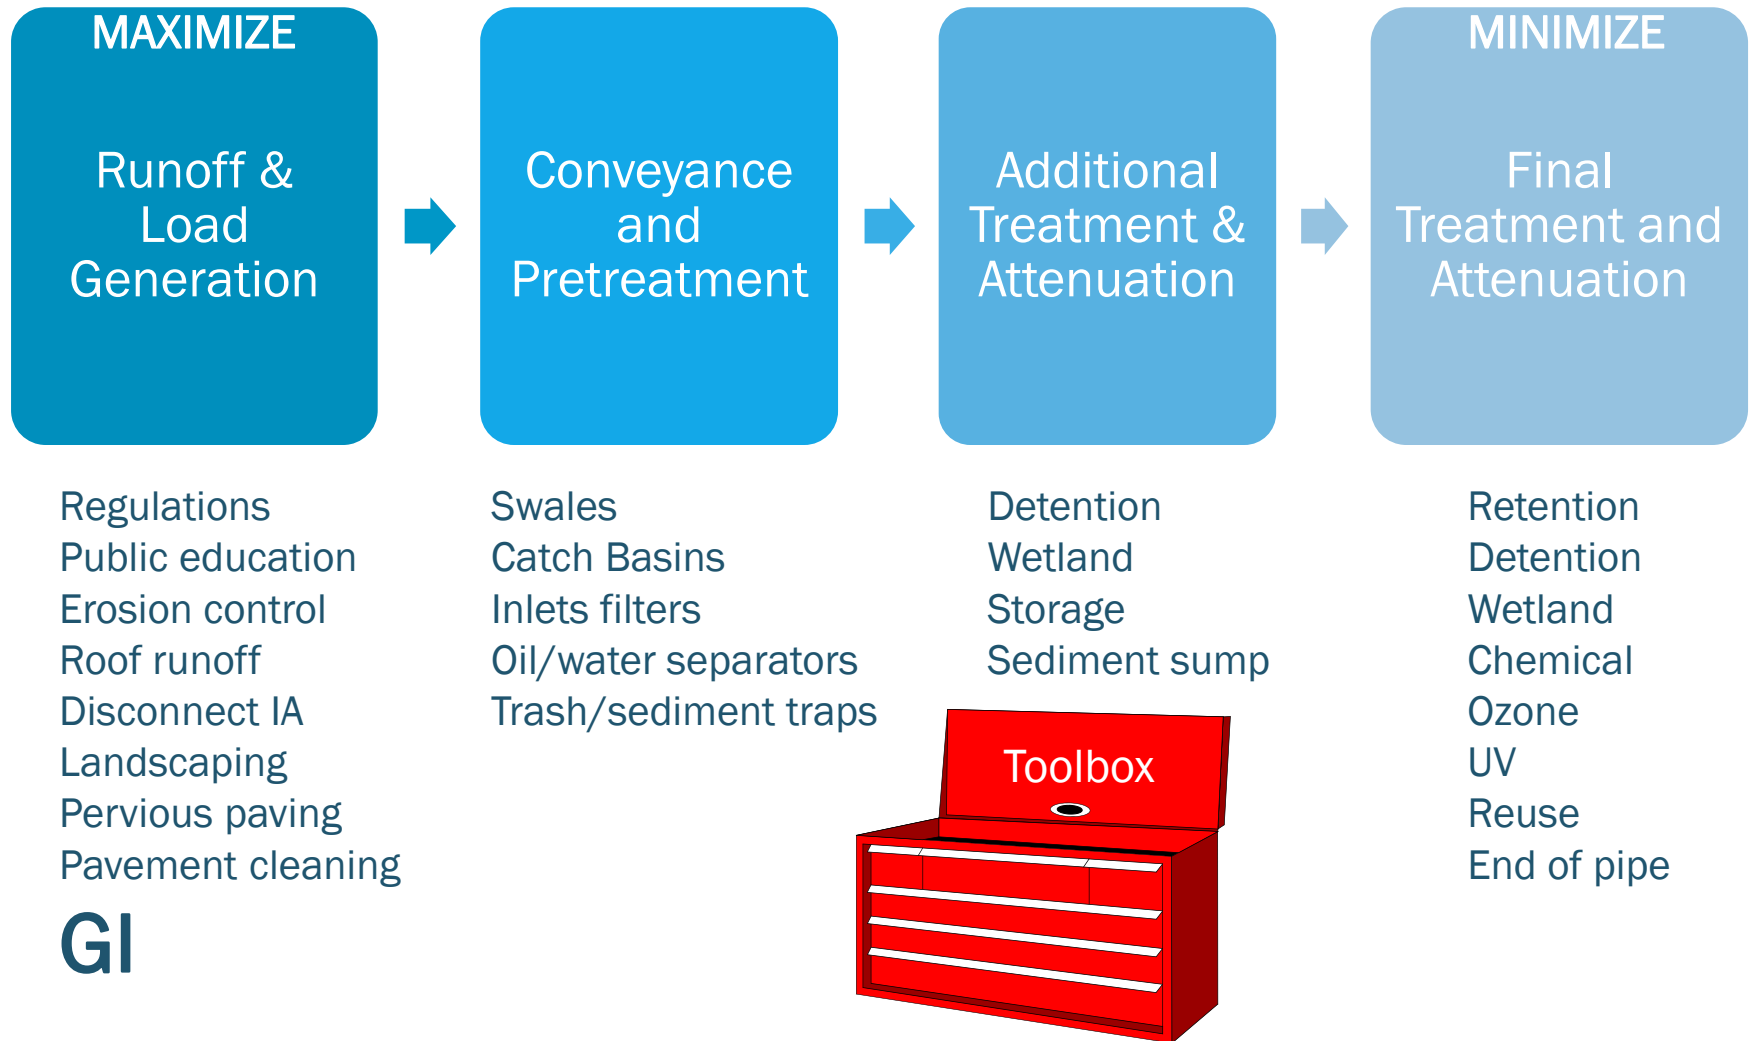 MAXIMIZE
Runoff &
Load
Generation
Conveyance
and
Pretreatment
Additional
Treatment &
Attenuation
MINIMIZE
Final
Treatment and
Attenuation
Regulations
Public education
Erosion control
Roof runoff
Disconnect IA
Landscaping
Pervious paving
Pavement cleaning
GI
Swales
Catch Basins
Inlets filters
Oil/water separators
Trash/sediment traps
Detention
Wetland
Storage
Sediment sump
Toolbox
Retention
Detention
Wetland
Chemical
Ozone
UV
Reuse
End of pipe